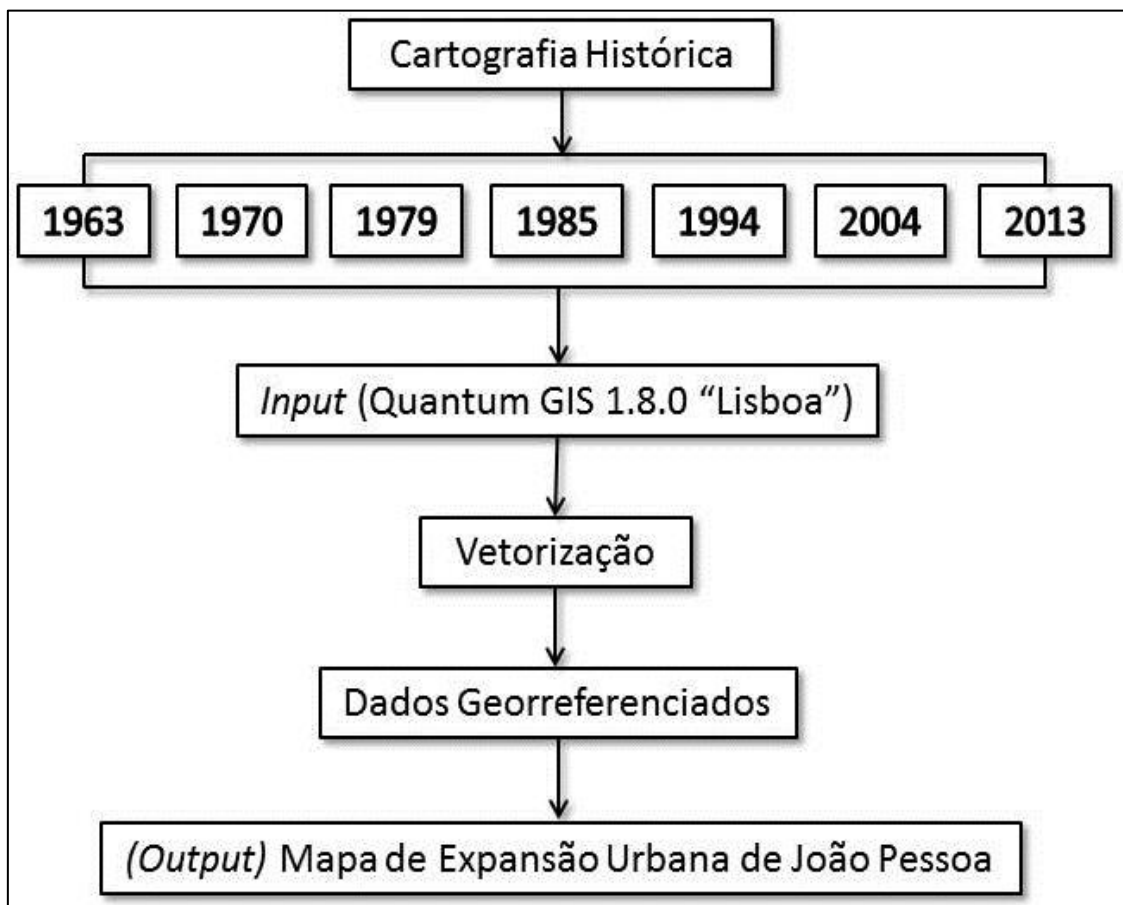 Cartografia Histórica
1963 1970 1979 1985 1994 2004 2013
Input (Quantum GIS 1.8.0 “Lisboa”)
Vetorização
Dados Georreferenciados
(Output) Mapa de Expansão Urbana de João Pessoa